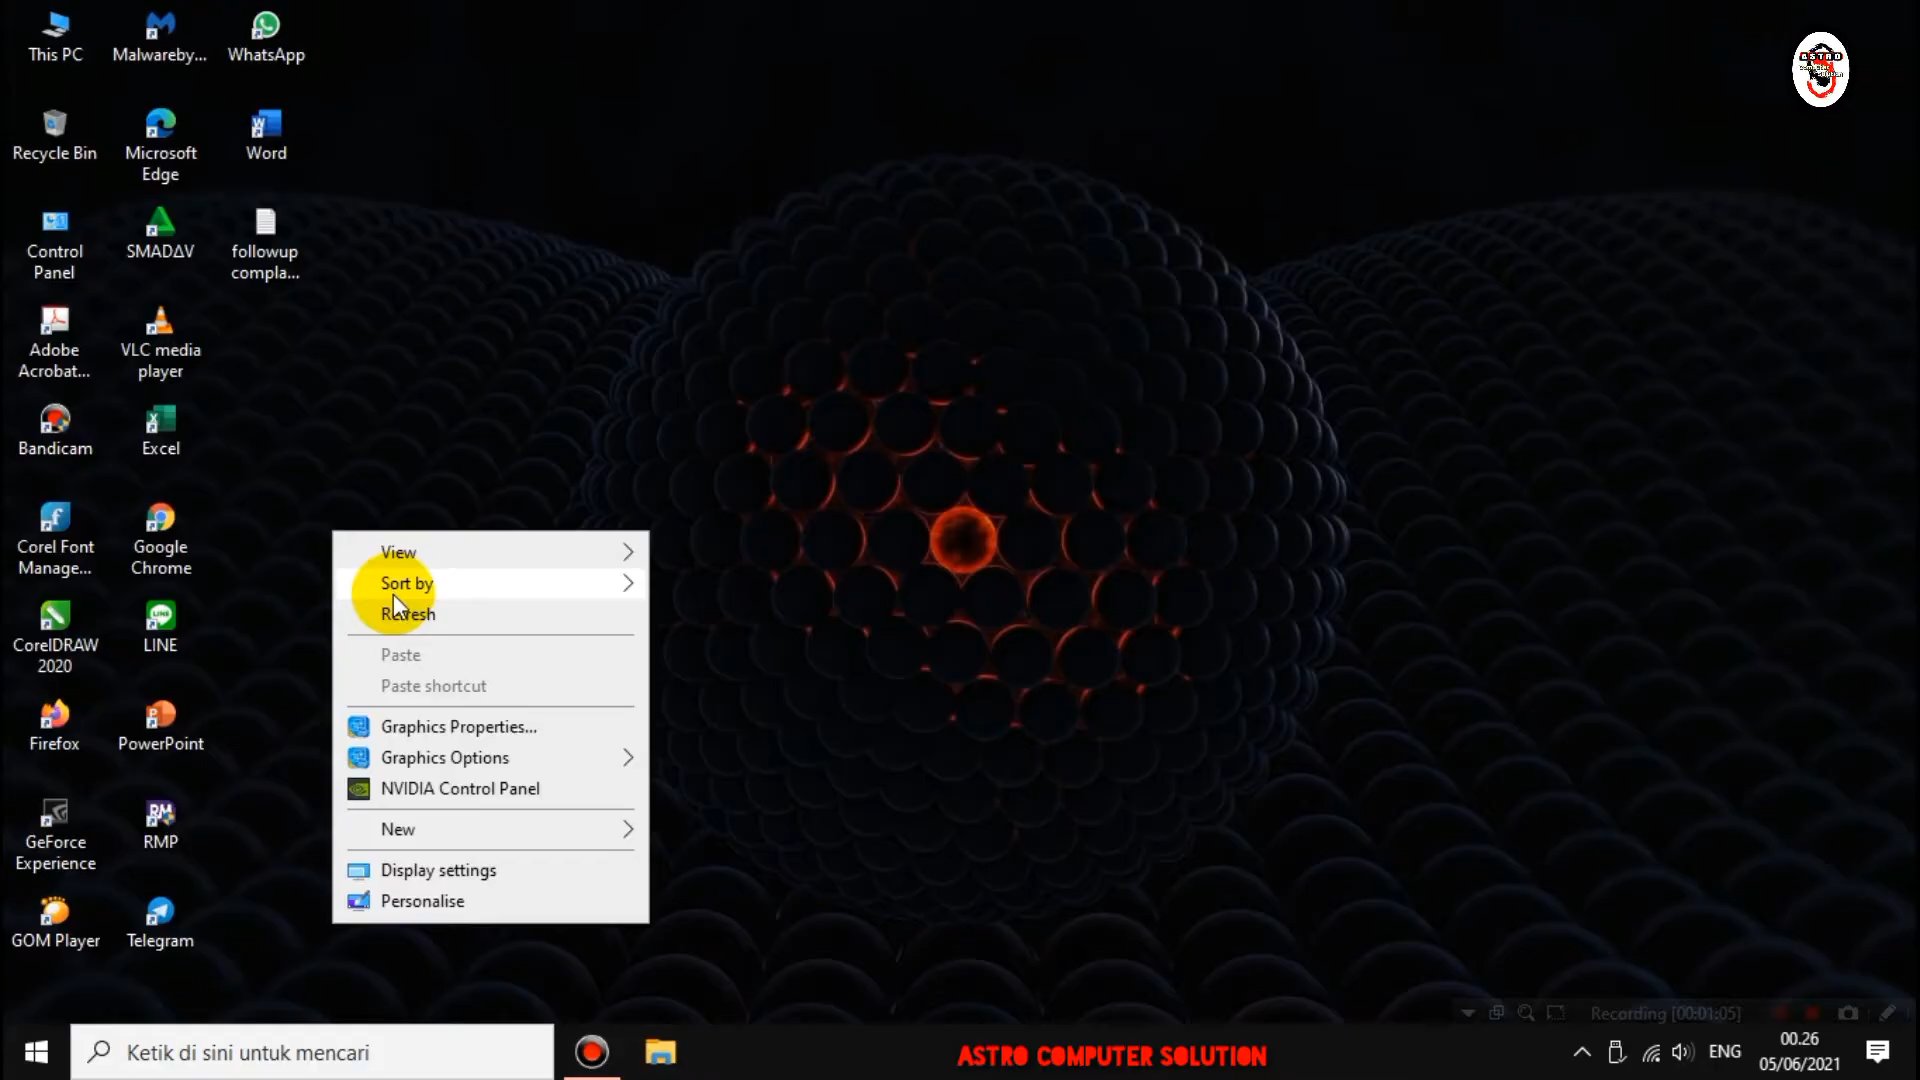 This PC
Malwareby...
WhatsApp
Recycle Bin
Microsoft
Edge
Word
Control
Panel
SMADΔV
followup
compla...
Adobe
Acrobat...
VLC media
player
Bandicam
Excel
Corel Font
Manage...
Google
Chrome
CorelDRAW
2020
LINE
Firefox
PowerPoint
GeForce
Experience
RMP
GOM Player
Telegram
View
Sort by
Refresh
Paste
Paste shortcut
Graphics Properties...
Graphics Options
NVIDIA Control Panel
New
Display settings
Personalise
ASTRO
Recording [00:01:05]
Ketik di sini untuk mencari
ASTRO COMPUTER SOLUTION
ENG
00.26
05/06/2021